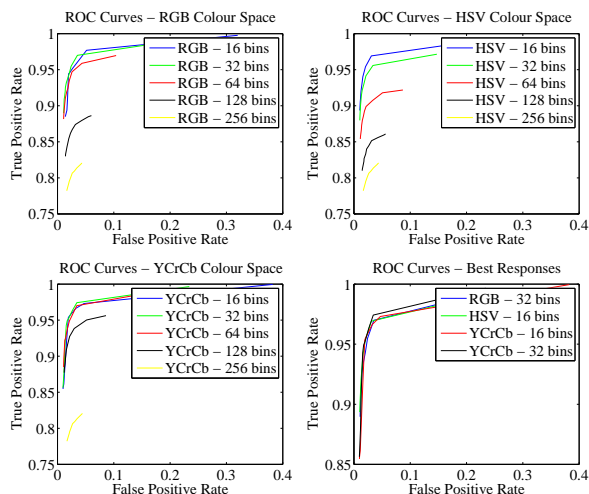 ROC Curves – RGB Colour Space
1
0.95
0.9
0.85
0.8
0.75
0
0.1
0.2
0.3
0.4
True Positive Rate
False Positive Rate
RGB – 16 bins
RGB – 32 bins
RGB – 64 bins
RGB – 128 bins
RGB – 256 bins
ROC Curves – HSV Colour Space
1
0.95
0.9
0.85
0.8
0.75
0
0.1
0.2
0.3
0.4
True Positive Rate
False Positive Rate
HSV – 16 bins
HSV – 32 bins
HSV – 64 bins
HSV – 128 bins
HSV – 256 bins
ROC Curves – YCrCb Colour Space
1
0.95
0.9
0.85
0.8
0.75
0
0.1
0.2
0.3
0.4
True Positive Rate
False Positive Rate
YCrCb – 16 bins
YCrCb – 32 bins
YCrCb – 64 bins
YCrCb – 128 bins
YCrCb – 256 bins
ROC Curves – Best Responses
1
0.95
0.9
0.85
0
0.1
0.2
0.3
0.4
True Positive Rate
False Positive Rate
RGB – 32 bins
HSV – 16 bins
YCrCb – 16 bins
YCrCb – 32 bins